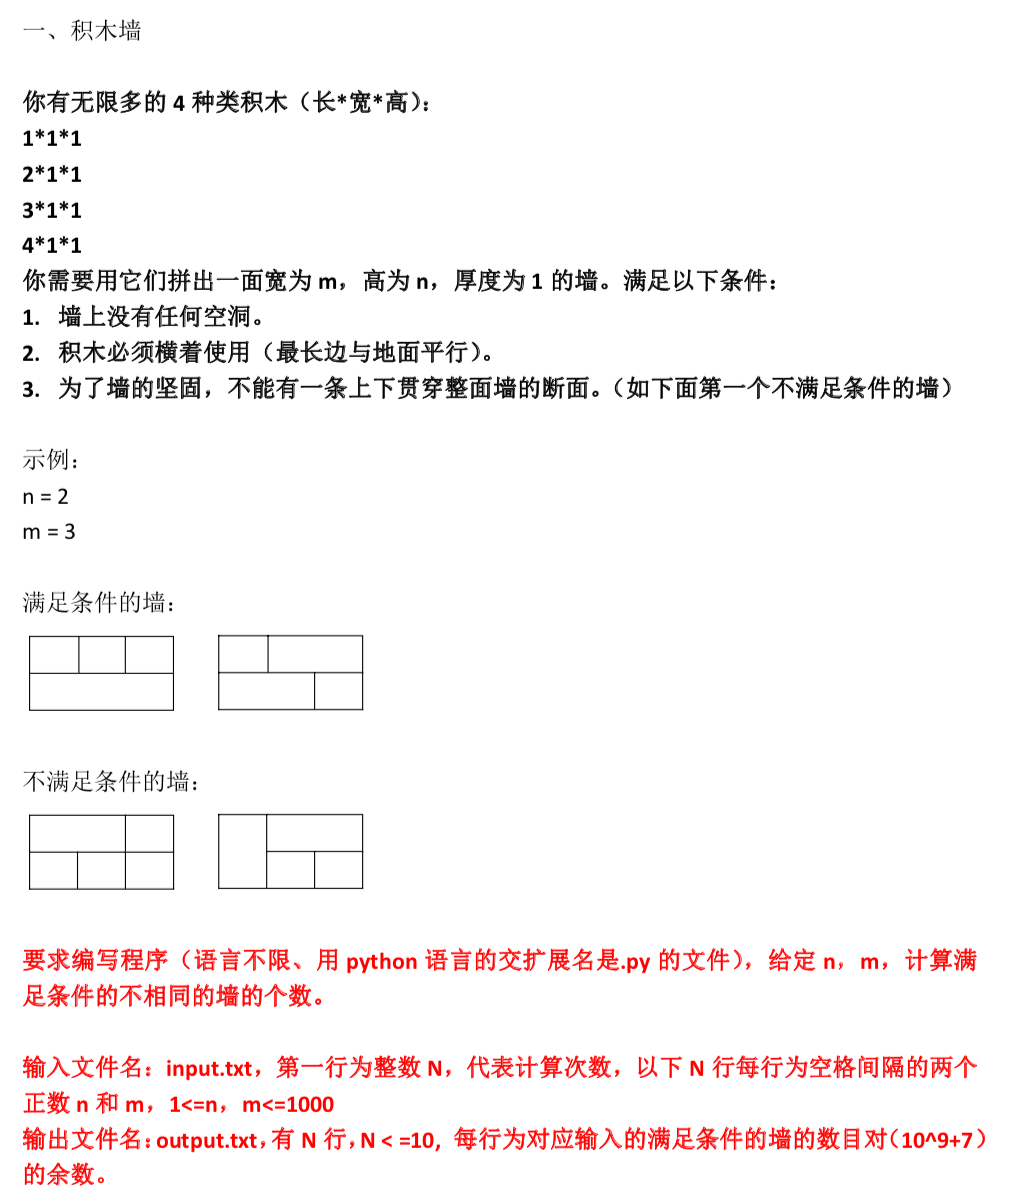 一、积木墙
你有无限多的 4 种类积木（长*宽*高）：
1*1*1
2*1*1
3*1*1
4*1*1
你需要用它们拼出一面宽为 m，高为 n，厚度为 1 的墙。满足以下条件：
1. 墙上没有任何空洞。
2. 积木必须横着使用（最长边与地面平行）。
3. 为了墙的坚固，不能有一条上下贯穿整面墙的断面。（如下面第一个不满足条件的墙）
示例：
n = 2
m = 3
满足条件的墙：
不满足条件的墙：
要求编写程序（语言不限、用 python 语言的交扩展名是.py 的文件），给定 n，m，计算满
足条件的不相同的墙的个数。
输入文件名：input.txt，第一行为整数 N，代表计算次数，以下 N 行每行为空格间隔的两个
正数 n 和 m，1<=n，m<=1000
输出文件名：output.txt，有 N 行，N < =10, 每行为对应输入的满足条件的墙的数目对（10^9+7）
的余数。